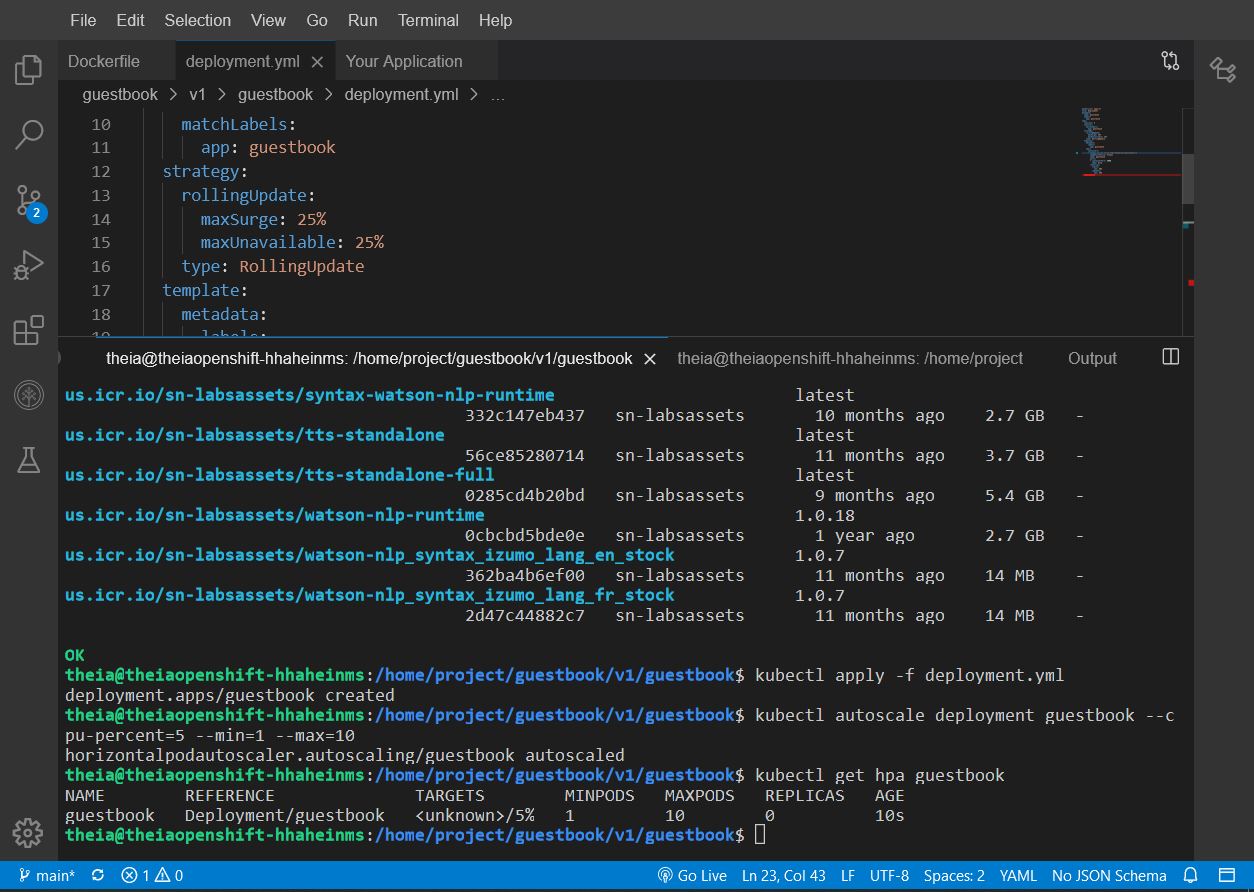 File Edit Selection View Go Run Terminal Help
Dockerfile deployment.yml Your Application
guestbook > v1 > guestbook > deployment.yml > ...
10 matchLabels:
11 app: guestbook
12 strategy:
13 rollingUpdate:
14 maxSurge: 25%
15 maxUnavailable: 25%
16 type: RollingUpdate
17 template:
18 metadata:
19 labels:
2
theia@theiaopenshift-hhaheinms: /home/project/guestbook/v1/guestbook theia@theiaopenshift-hhaheinms: /home/project Output
us.icr.io/sn-labsassets/syntax-watson-nlp-runtime latest
332c147eb437 sn-labsassets 10 months ago 2.7 GB -
us.icr.io/sn-labsassets/tts-standalone latest
56ce85280714 sn-labsassets 11 months ago 3.7 GB -
us.icr.io/sn-labsassets/tts-standalone-full latest
0285cd4b20bd sn-labsassets 9 months ago 5.4 GB -
us.icr.io/sn-labsassets/watson-nlp-runtime 1.0.18
0cbcbd5bde0e sn-labsassets 1 year ago 2.7 GB -
us.icr.io/sn-labsassets/watson-nlp_syntax_izumo_lang_en_stock 1.0.7
362ba4b6ef00 sn-labsassets 11 months ago 14 MB -
us.icr.io/sn-labsassets/watson-nlp_syntax_izumo_lang_fr_stock 1.0.7
2d47c44882c7 sn-labsassets 11 months ago 14 MB -
OK
theia@theiaopenshift-hhaheinms:/home/project/guestbook/v1/guestbook$ kubectl apply -f deployment.yml
deployment.apps/guestbook created
theia@theiaopenshift-hhaheinms:/home/project/guestbook/v1/guestbook$ kubectl autoscale deployment guestbook --c
pu-percent=5 --min=1 --max=10
horizontalpodautoscaler.autoscaling/guestbook autoscaled
theia@theiaopenshift-hhaheinms:/home/project/guestbook/v1/guestbook$ kubectl get hpa guestbook
NAME REFERENCE TARGETS MINPODS MAXPODS REPLICAS AGE
guestbook Deployment/guestbook <unknown>/5% 1 10 0 10s
theia@theiaopenshift-hhaheinms:/home/project/guestbook/v1/guestbook$
main* 1 0 Go Live Ln 23, Col 43 LF UTF-8 Spaces: 2 YAML No JSON Schema